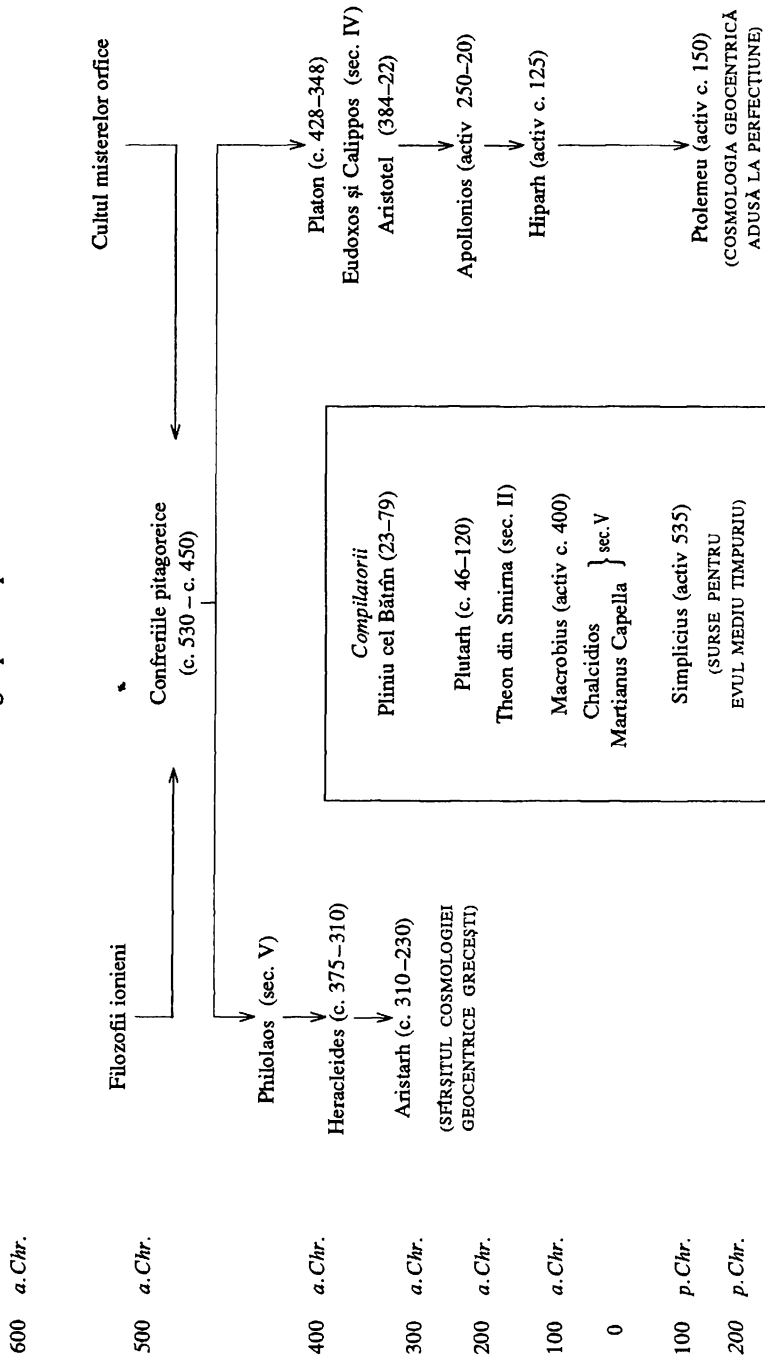 600 a.Chr.
Filozofii ionieni
Cultul misterelor orfice
500 a.Chr.
Confreriile pitagoreice
(c. 530 – c. 450)
Philolaos (sec. V)
400 a.Chr.
Heracleides (c. 375–310)
Platon (c. 428–348)
Eudoxos și Calippos (sec. IV)
Aristotel (384–22)
300 a.Chr.
Aristarh (c. 310–230)
(SFÎRȘITUL COSMOLOGIEI
GEOCENTRICE GRECEȘTI)
200 a.Chr.
Apollonios (activ 250–20)
100 a.Chr.
Hiparh (activ c. 125)
0
100 p.Chr.
200 p.Chr.
Ptolemeu (activ c. 150)
(COSMOLOGIA GEOCENTRICĂ
ADUSĂ LA PERFECȚIUNE)
Compilatorii
Pliniu cel Bătrîn (23–79)
Plutarh (c. 46–120)
Theon din Smirna (sec. II)
Macrobius (activ c. 400)
Chalcidios
Martianus Capella } sec. V
Simplicius (activ 535)
(SURSE PENTRU
EVUL MEDIU TIMPURIU)